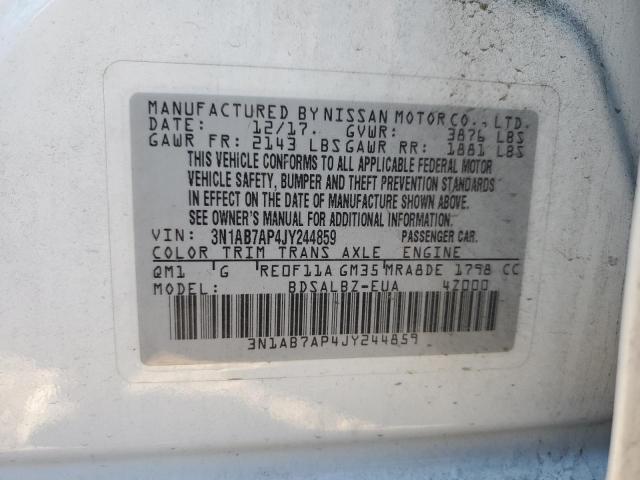 MANUFACTURED BY NISSAN MOTOR CO., LTD.
DATE: 12/17. GVWR: 3876 LBS
GAWR FR: 2143 LBS GAWR RR: 1881 LBS
THIS VEHICLE CONFORMS TO ALL APPLICABLE FEDERAL MOTOR
VEHICLE SAFETY, BUMPER AND THEFT PREVENTION STANDARDS
IN EFFECT ON THE DATE OF MANUFACTURE SHOWN ABOVE.
SEE OWNER'S MANUAL FOR ADDITIONAL INFORMATION.
VIN: 3N1AB7AP4JY244859 PASSENGER CAR.
COLOR TRIM TRANS AXLE ENGINE
QM1 G RE0F11A GM35 MRA8DE 1798 CC
MODEL: BDSALBZ-EUA 4Z000
3N1AB7AP4JY244859